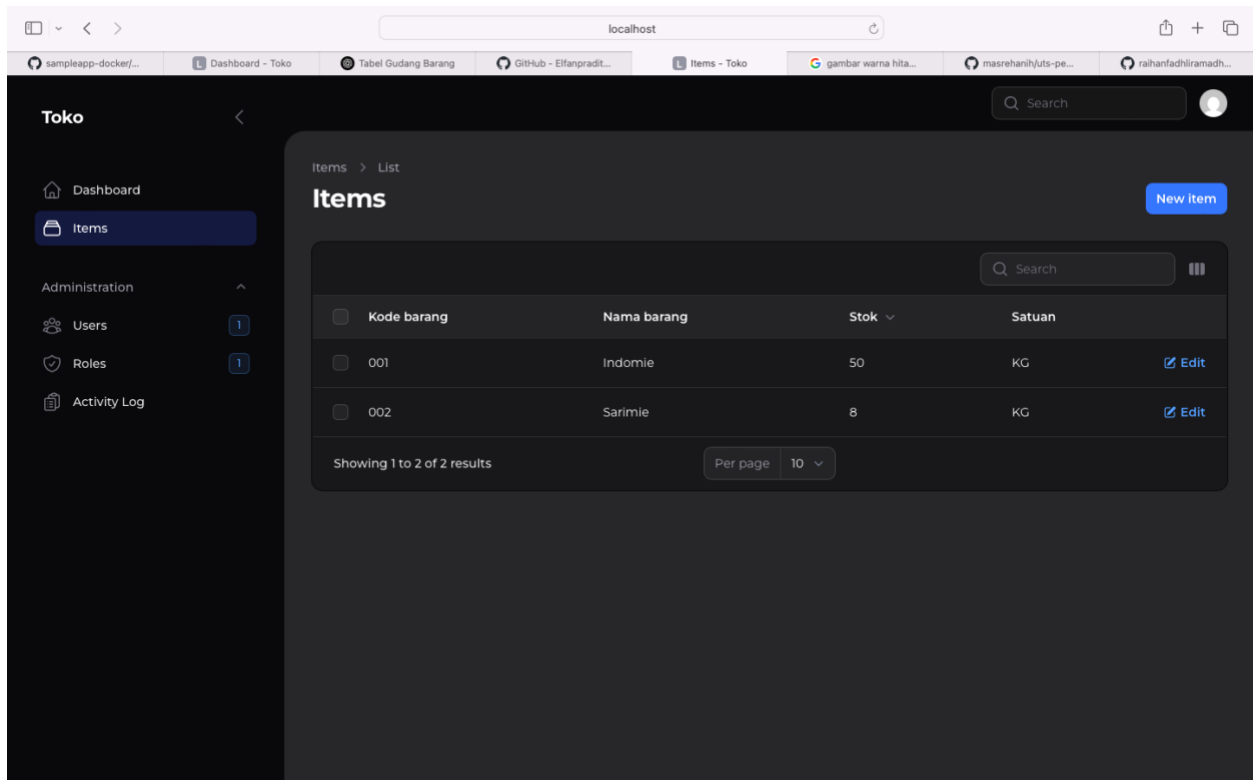 localhost
sampleapp-docker/...
L Dashboard - Toko
Tabel Gudang Barang
GitHub - Elfanpradit...
L Items - Toko
G gambar warna hita...
masrehanih/uts-pe...
raihanfadhliramadh...
Toko
Search
Dashboard
Items
Administration
Users 1
Roles 1
Activity Log
Items > List
Items
New item
Search
Kode barang Nama barang Stok Satuan
001 Indomie 50 KG Edit
002 Sarimie 8 KG Edit
Showing 1 to 2 of 2 results
Per page 10